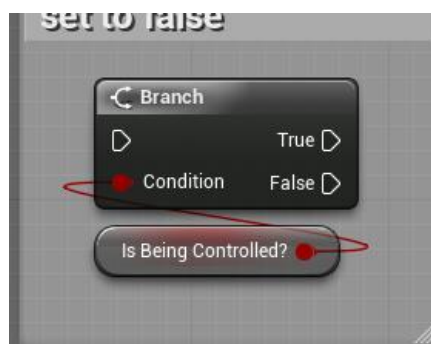 set to false
Branch
True
Condition False
Is Being Controlled?